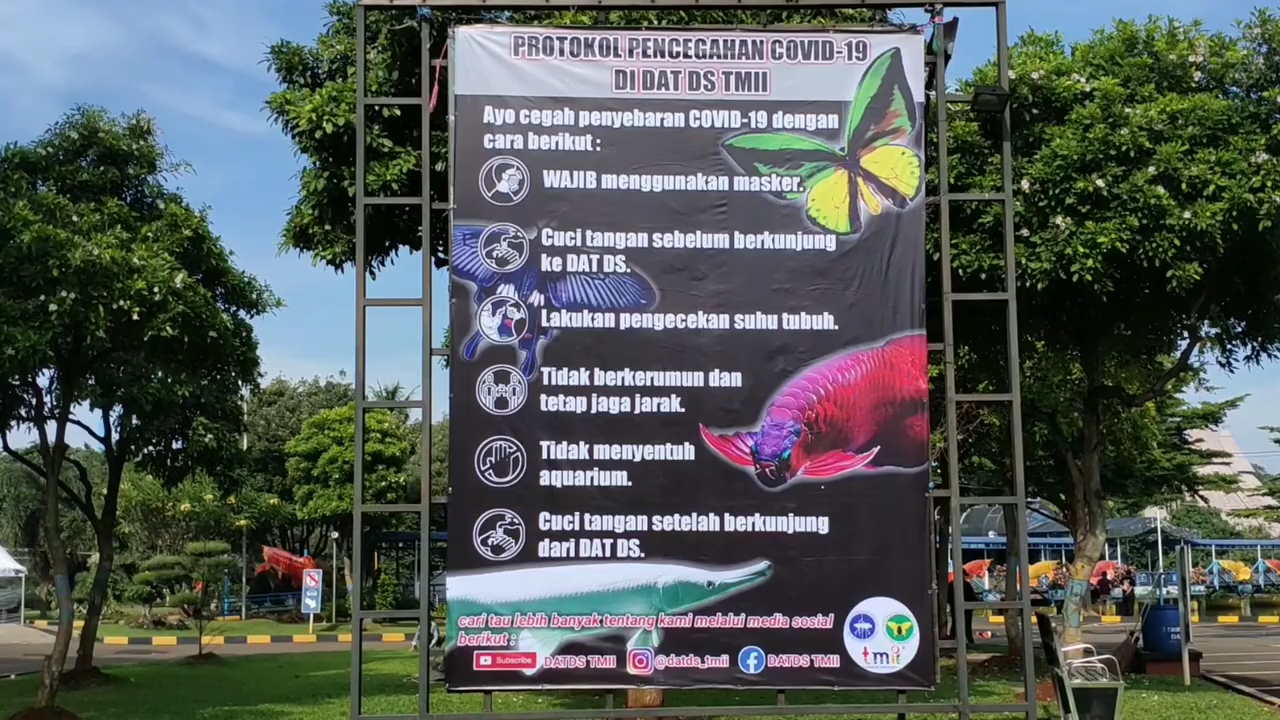 PROTOKOL PENCEGAHAN COVID-19
DI DAT DS TMII
Ayo cegah penyebaran COVID-19 dengan
cara berikut :
WAJIB menggunakan masker.
Cuci tangan sebelum berkunjung
ke DAT DS.
Lakukan pengecekan suhu tubuh.
Tidak berkerumun dan
tetap jaga jarak.
Tidak menyentuh
aquarium.
Cuci tangan setelah berkunjung
dari DAT DS.
cari tau lebih banyak tentang kami melalui media sosial
berikut :
Subscribe DATDS TMII @datds_tmii DATDS TMII
tmii